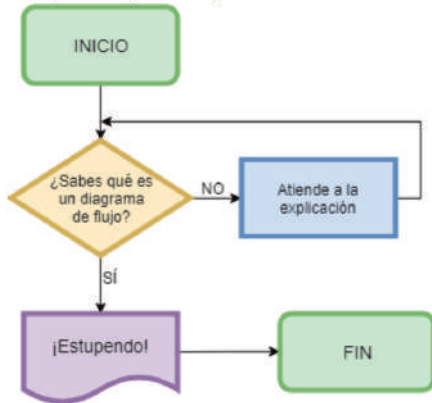 INICIO
¿Sabes qué es
un diagrama
de flujo?
NO
Atiende a la
explicación
SÍ
¡Estupendo!
FIN